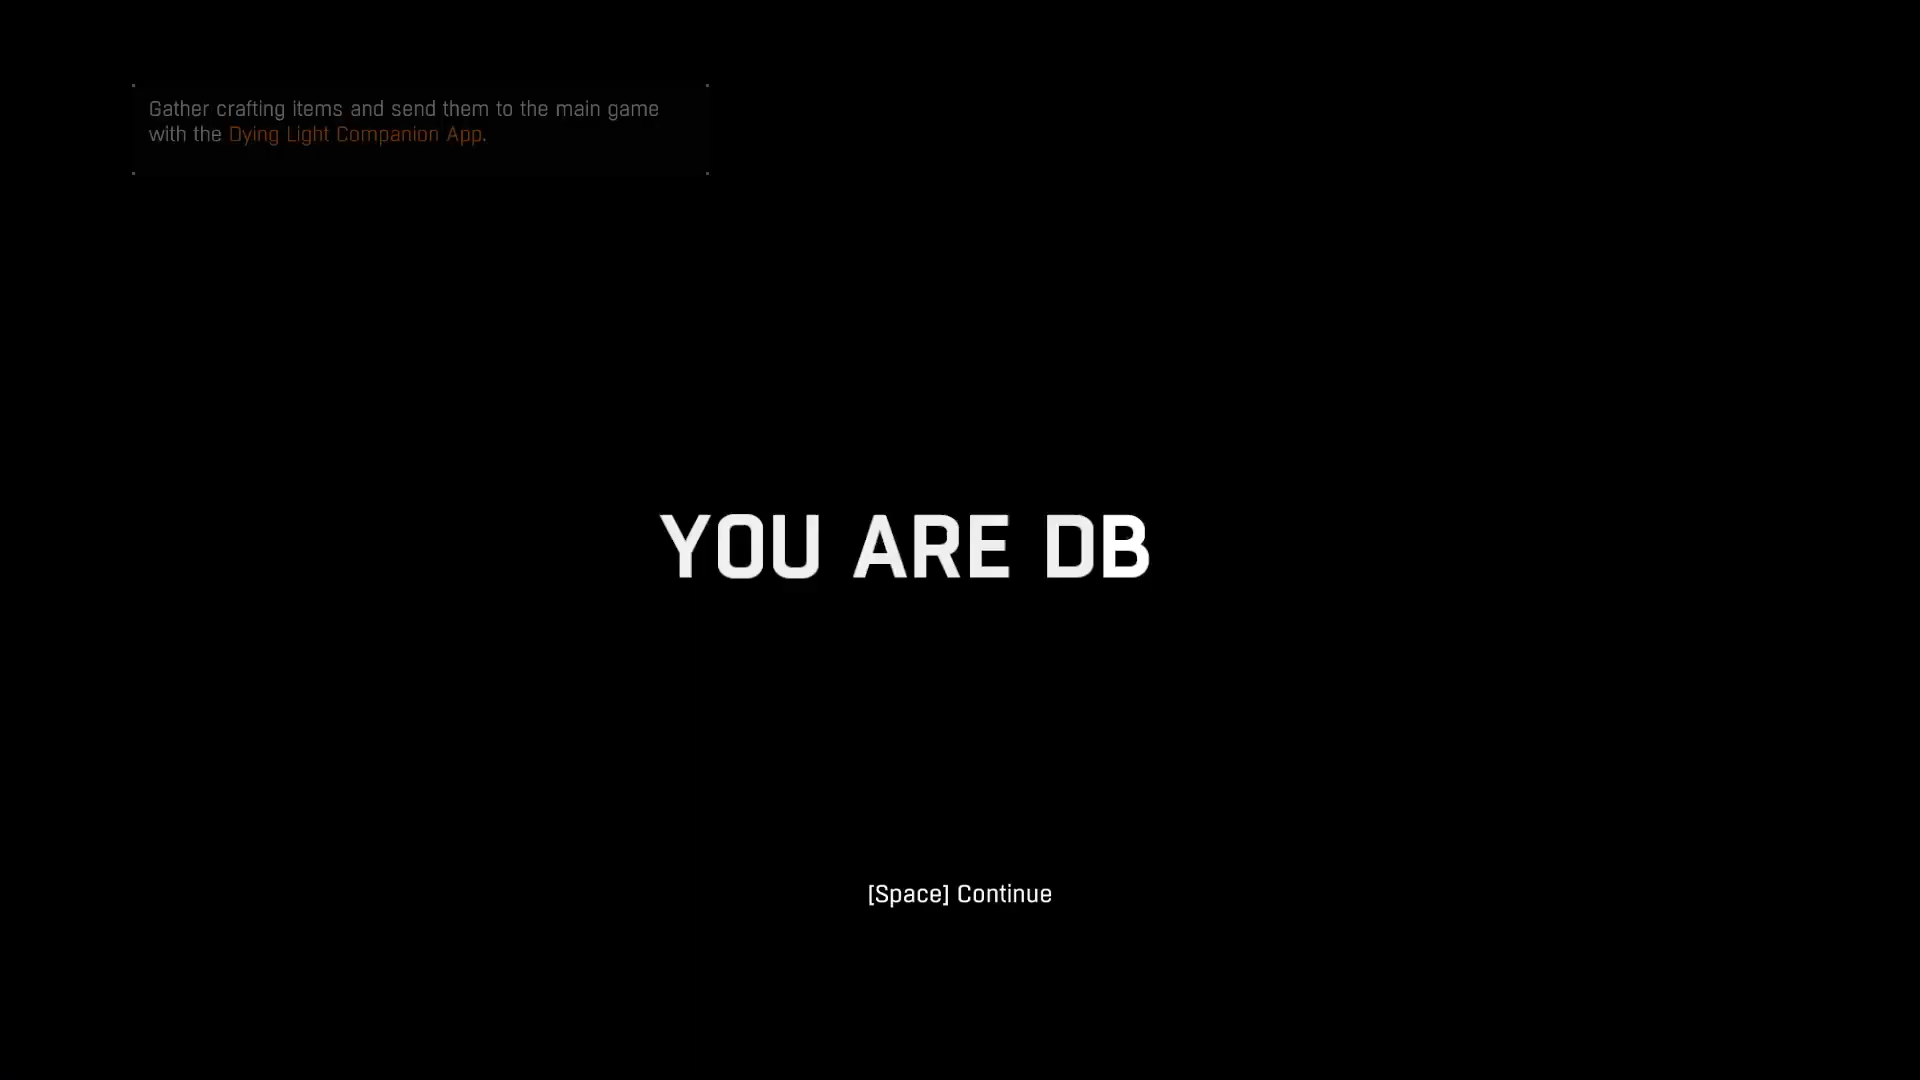 Gather crafting items and send them to the main game
with the Dying Light Companion App.
YOU ARE DB
[Space] Continue